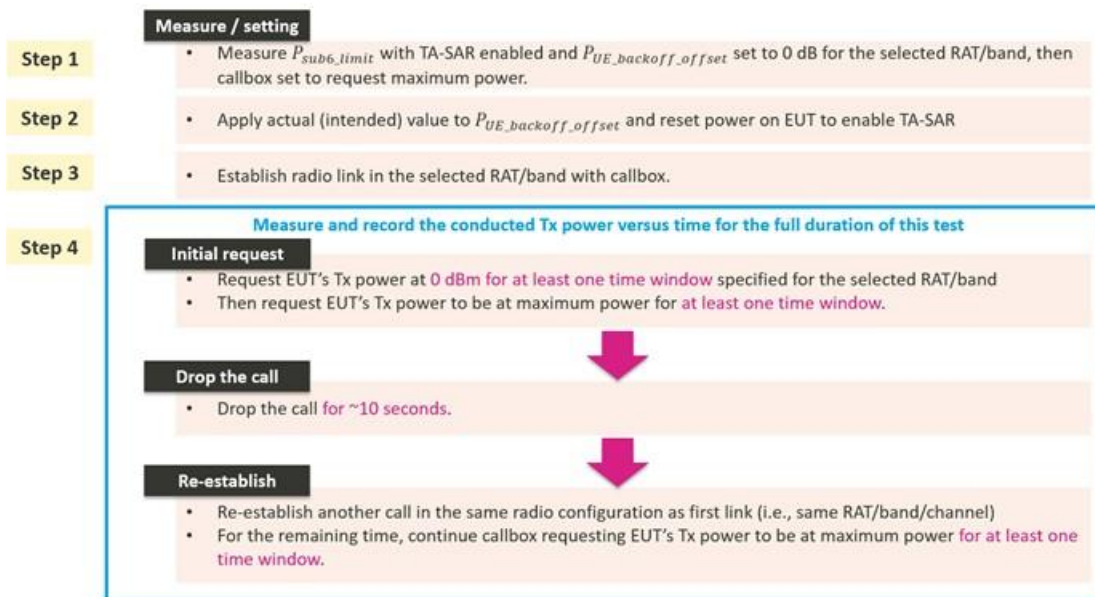 Measure / setting
Step 1
• Measure P_sub6_limit with TA-SAR enabled and P_UE_backoff_offset set to 0 dB for the selected RAT/band, then
callbox set to request maximum power.
Step 2
• Apply actual (intended) value to P_UE_backoff_offset and reset power on EUT to enable TA-SAR
Step 3
• Establish radio link in the selected RAT/band with callbox.
Step 4
Measure and record the conducted Tx power versus time for the full duration of this test
Initial request
• Request EUT's Tx power at 0 dBm for at least one time window specified for the selected RAT/band
• Then request EUT's Tx power to be at maximum power for at least one time window.
Drop the call
• Drop the call for ~10 seconds.
Re-establish
• Re-establish another call in the same radio configuration as first link (i.e., same RAT/band/channel)
• For the remaining time, continue callbox requesting EUT's Tx power to be at maximum power for at least one
time window.